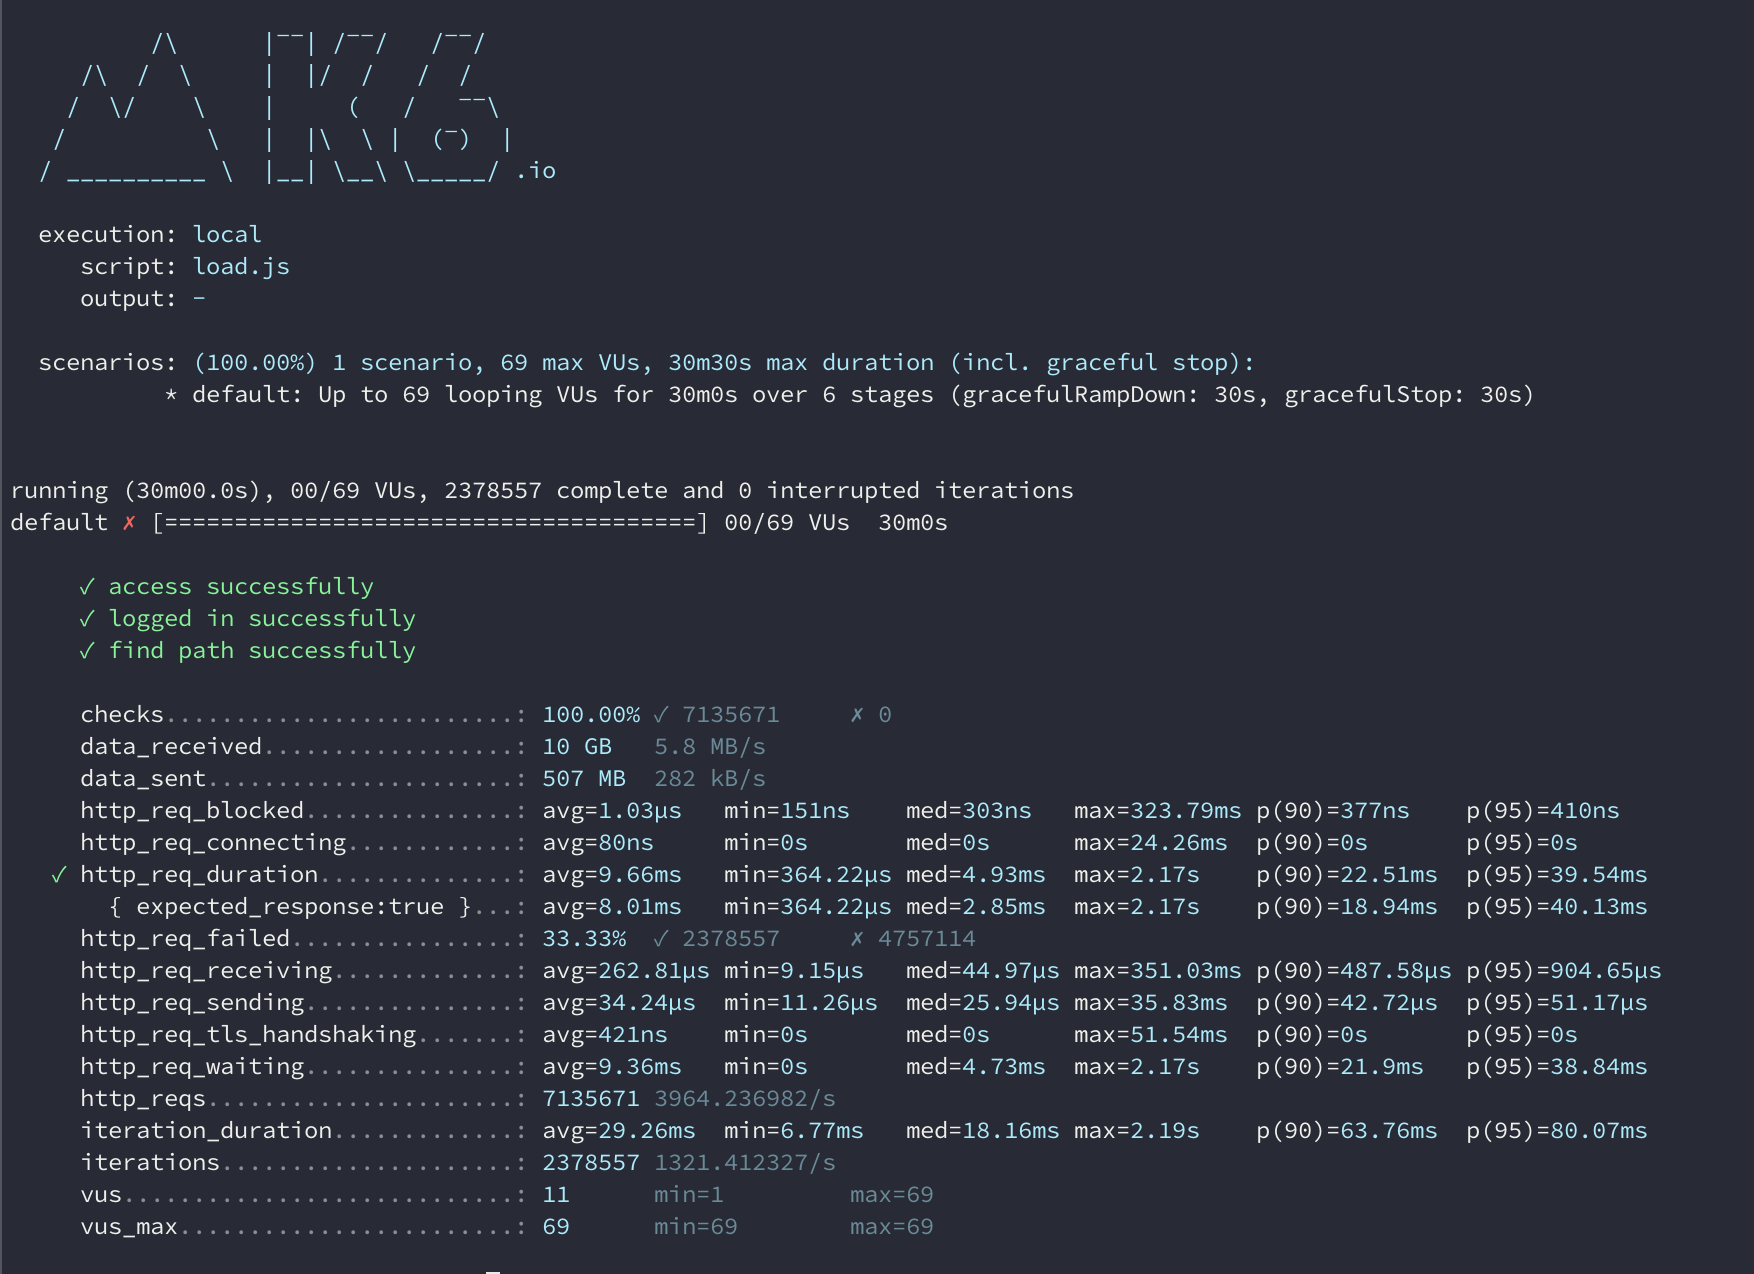 /\      |‾‾| /‾‾/   /‾‾/
    /\  /  \     |  |/  /   /  /
   /  \/    \    |     (   /   ‾‾\
  /          \   |  |\  \ |  (‾)  |
 / __________ \  |__| \__\ \_____/ .io
execution: local
script: load.js
output: -
scenarios: (100.00%) 1 scenario, 69 max VUs, 30m30s max duration (incl. graceful stop):
* default: Up to 69 looping VUs for 30m0s over 6 stages (gracefulRampDown: 30s, gracefulStop: 30s)
running (30m00.0s), 00/69 VUs, 2378557 complete and 0 interrupted iterations
default ✗ [======================================] 00/69 VUs  30m0s
✓ access successfully
✓ logged in successfully
✓ find path successfully
checks.........................: 100.00% ✓ 7135671     ✗ 0
data_received..................: 10 GB   5.8 MB/s
data_sent......................: 507 MB  282 kB/s
http_req_blocked...............: avg=1.03µs   min=151ns    med=303ns   max=323.79ms p(90)=377ns    p(95)=410ns
http_req_connecting............: avg=80ns     min=0s       med=0s      max=24.26ms  p(90)=0s       p(95)=0s
✓ http_req_duration..............: avg=9.66ms   min=364.22µs med=4.93ms  max=2.17s    p(90)=22.51ms  p(95)=39.54ms
{ expected_response:true }...: avg=8.01ms   min=364.22µs med=2.85ms  max=2.17s    p(90)=18.94ms  p(95)=40.13ms
http_req_failed................: 33.33%  ✓ 2378557     ✗ 4757114
http_req_receiving.............: avg=262.81µs min=9.15µs   med=44.97µs max=351.03ms p(90)=487.58µs p(95)=904.65µs
http_req_sending...............: avg=34.24µs  min=11.26µs  med=25.94µs max=35.83ms  p(90)=42.72µs  p(95)=51.17µs
http_req_tls_handshaking.......: avg=421ns    min=0s       med=0s      max=51.54ms  p(90)=0s       p(95)=0s
http_req_waiting...............: avg=9.36ms   min=0s       med=4.73ms  max=2.17s    p(90)=21.9ms   p(95)=38.84ms
http_reqs......................: 7135671 3964.236982/s
iteration_duration.............: avg=29.26ms  min=6.77ms   med=18.16ms max=2.19s    p(90)=63.76ms  p(95)=80.07ms
iterations.....................: 2378557 1321.412327/s
vus............................: 11      min=1         max=69
vus_max........................: 69      min=69        max=69